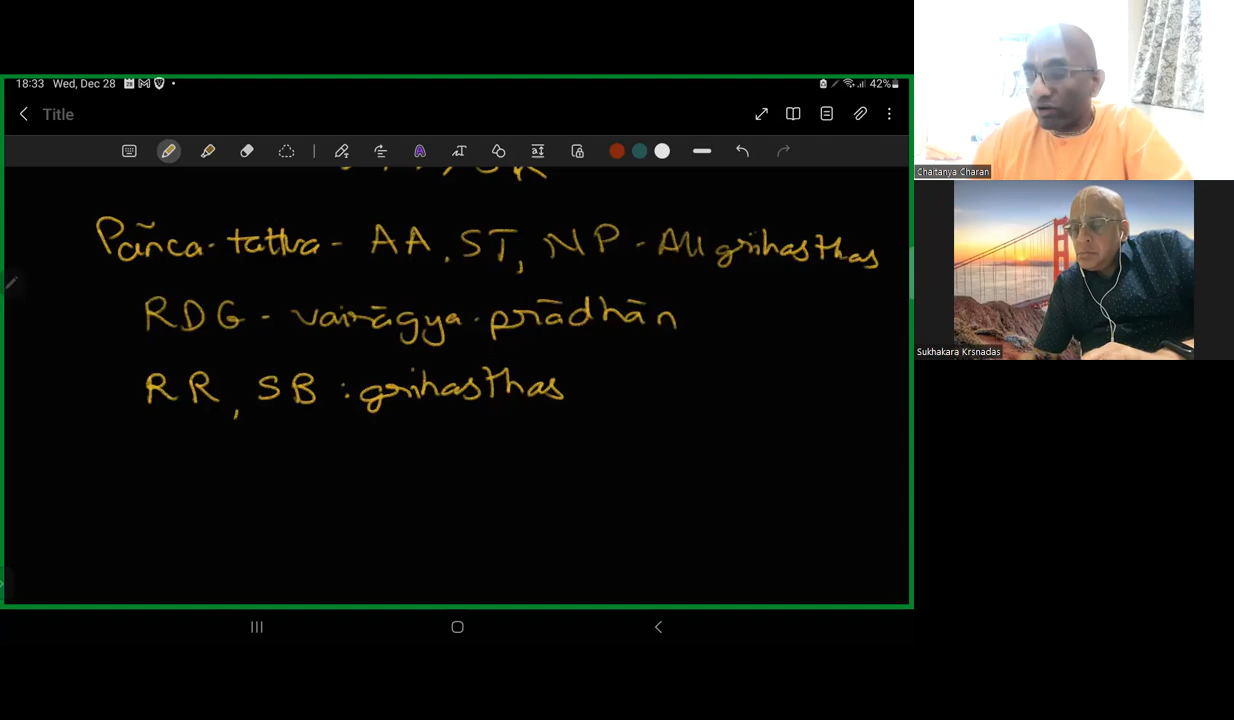 18:33 Wed, Dec 28
42%
Title
Pañca-tattva - AA, ST, NP - All grihasthas
RDG - vairāgya-prādhān
RR, SB : grihasthas
Chaitanya Charan
Sukhakara Krsnadas